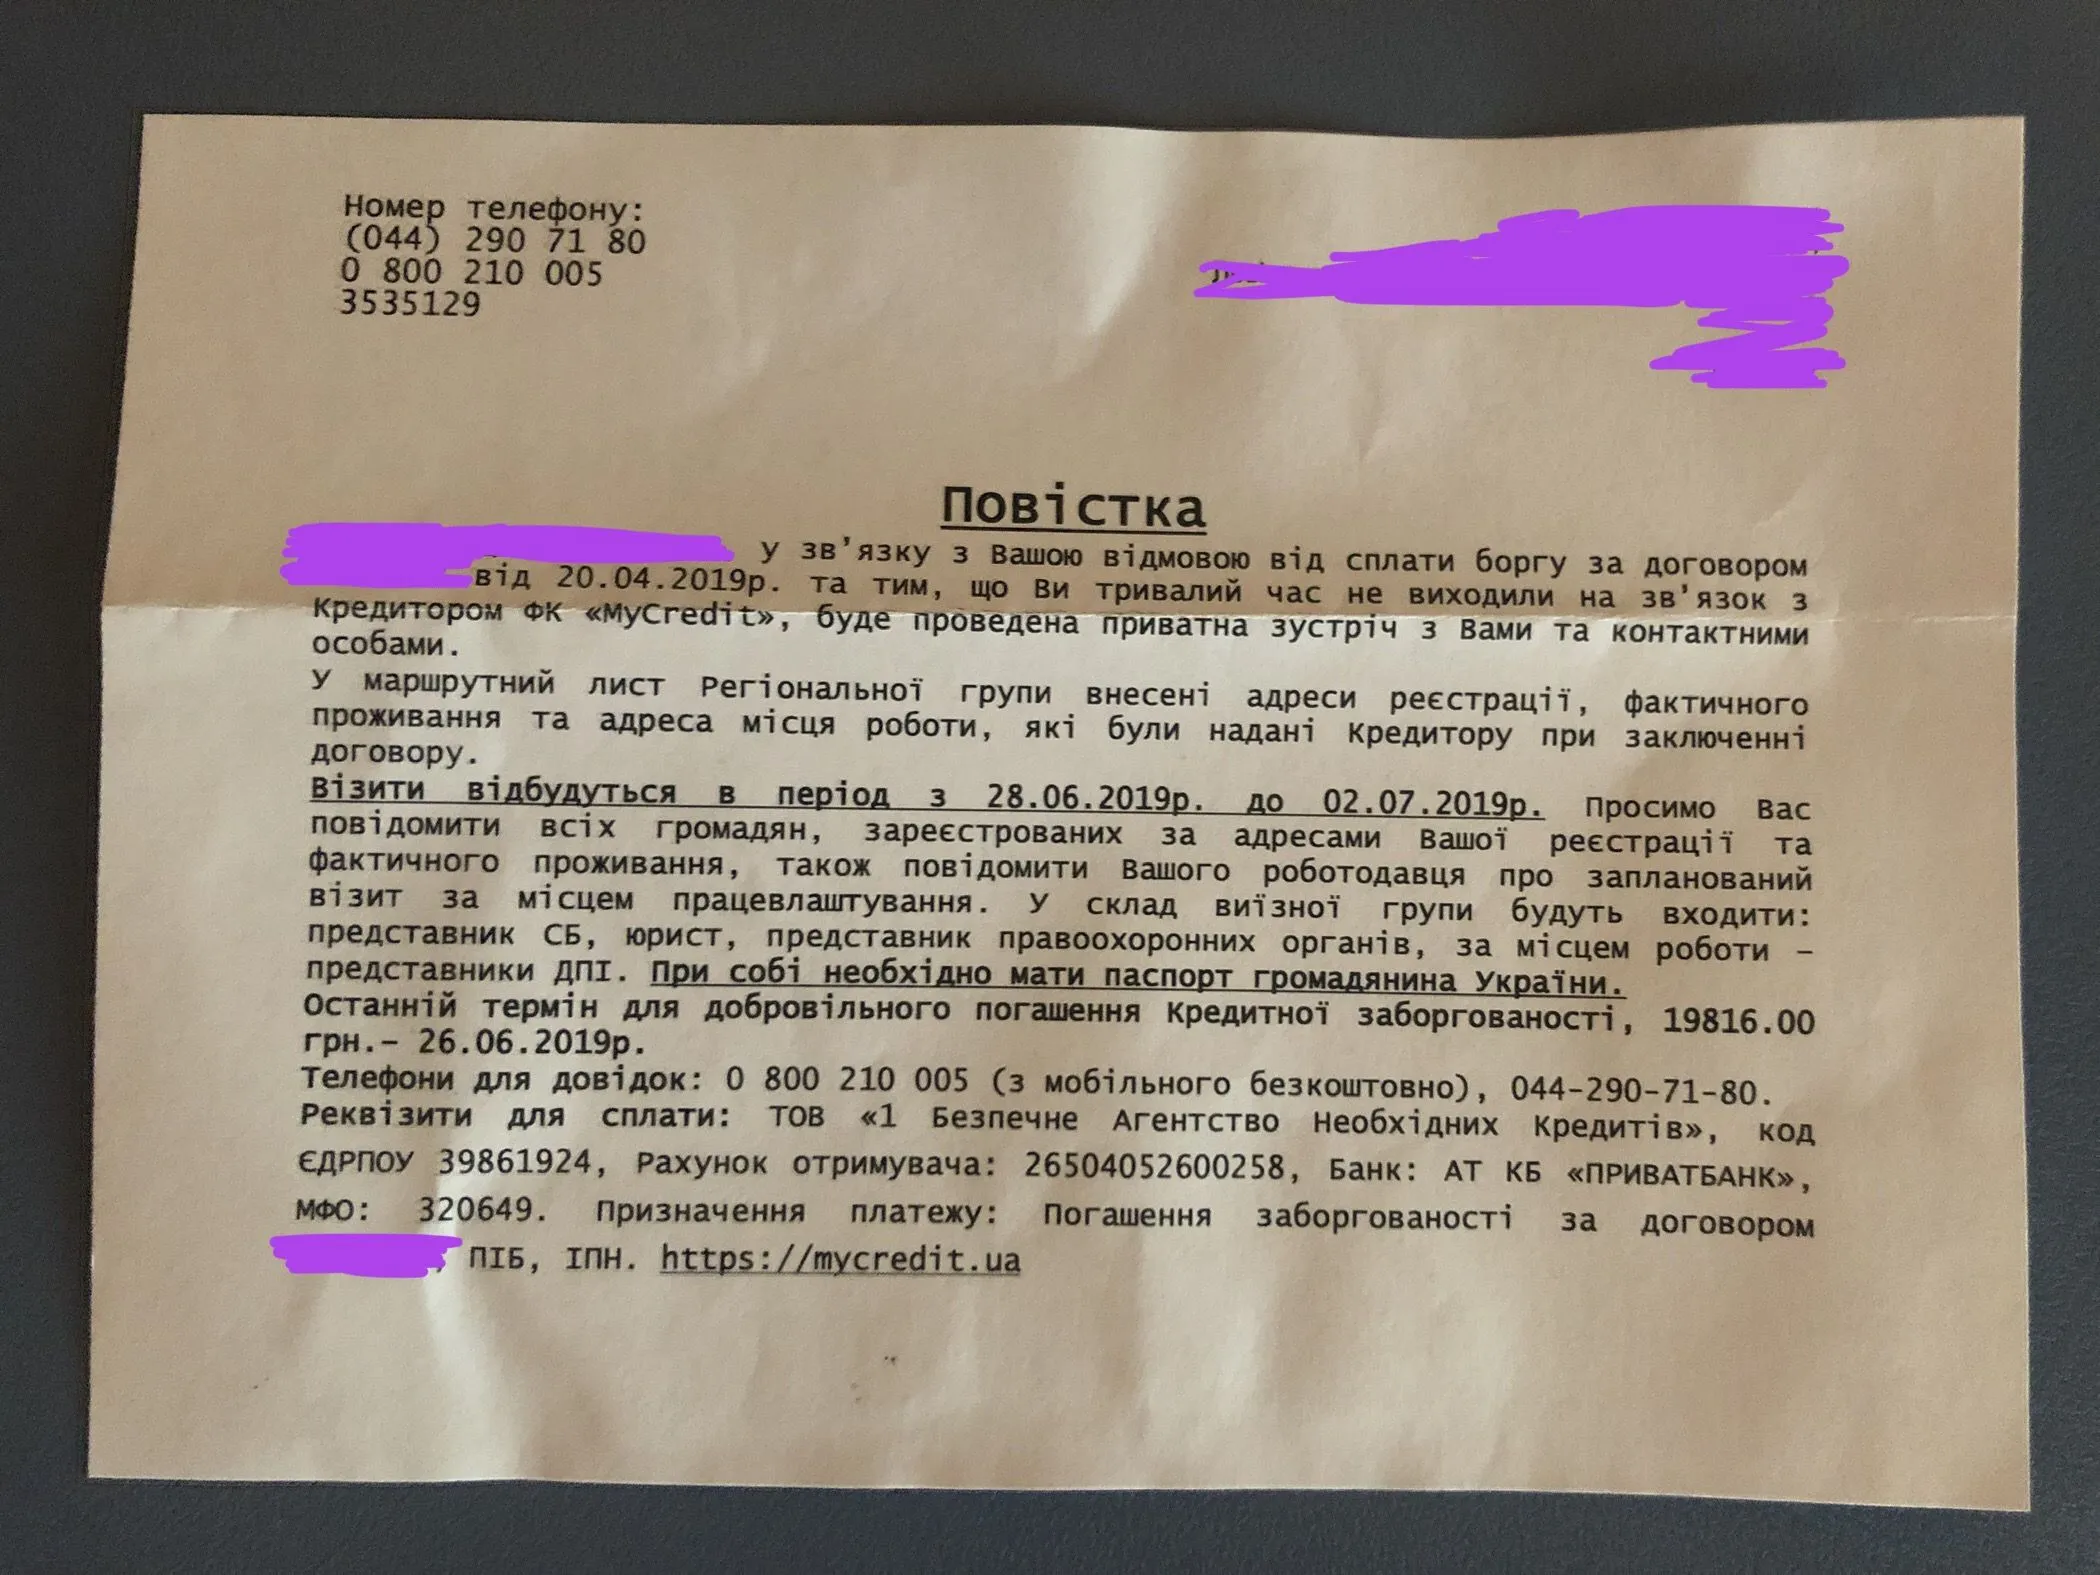 Номер телефону:
(044) 290 71 80
0 800 210 005
3535129
Повістка
У зв'язку з Вашою відмовою від сплати боргу за договором
від 20.04.2019р. та тим, що Ви тривалий час не виходили на зв'язок з
Кредитором ФК «MyCredit», буде проведена приватна зустріч з Вами та контактними
особами.
У маршрутний лист Регіональної групи внесені адреси реєстрації, фактичного
проживання та адреса місця роботи, які були надані Кредитору при заключенні
договору.
Візити відбудуться в період з 28.06.2019р. до 02.07.2019р. Просимо Вас
повідомити всіх громадян, зареєстрованих за адресами Вашої реєстрації та
фактичного проживання, також повідомити Вашого роботодавця про запланований
візит за місцем працевлаштування. У склад виїзної групи будуть входити:
представник СБ, юрист, представник правоохоронних органів, за місцем роботи –
представники ДПІ. При собі необхідно мати паспорт громадянина України.
Останній термін для добровільного погашення Кредитної заборгованості, 19816.00
грн.– 26.06.2019р.
Телефони для довідок: 0 800 210 005 (з мобільного безкоштовно), 044-290-71-80.
Реквізити для сплати: ТОВ «1 Безпечне Агентство Необхідних Кредитів», код
ЄДРПОУ 39861924, Рахунок отримувача: 26504052600258, Банк: АТ КБ «ПРИВАТБАНК»,
МФО: 320649. Призначення платежу: Погашення заборгованості за договором
, ПІБ, ІПН. https://mycredit.ua